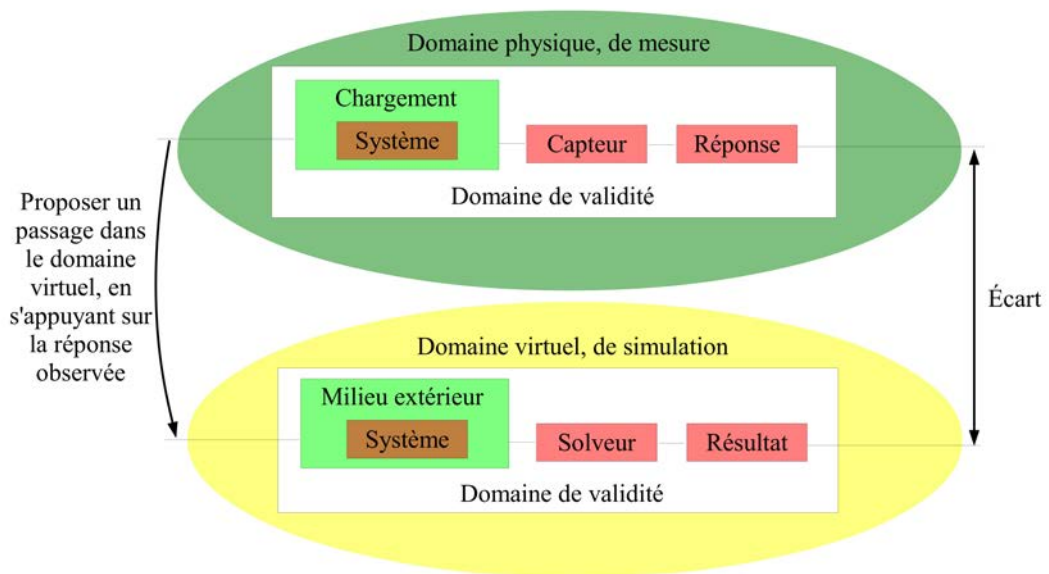 Domaine physique, de mesure
Chargement
Système
Capteur
Réponse
Domaine de validité
Proposer un
passage dans
le domaine
virtuel, en
s'appuyant sur
la réponse
observée
Écart
Domaine virtuel, de simulation
Milieu extérieur
Système
Solveur
Résultat
Domaine de validité